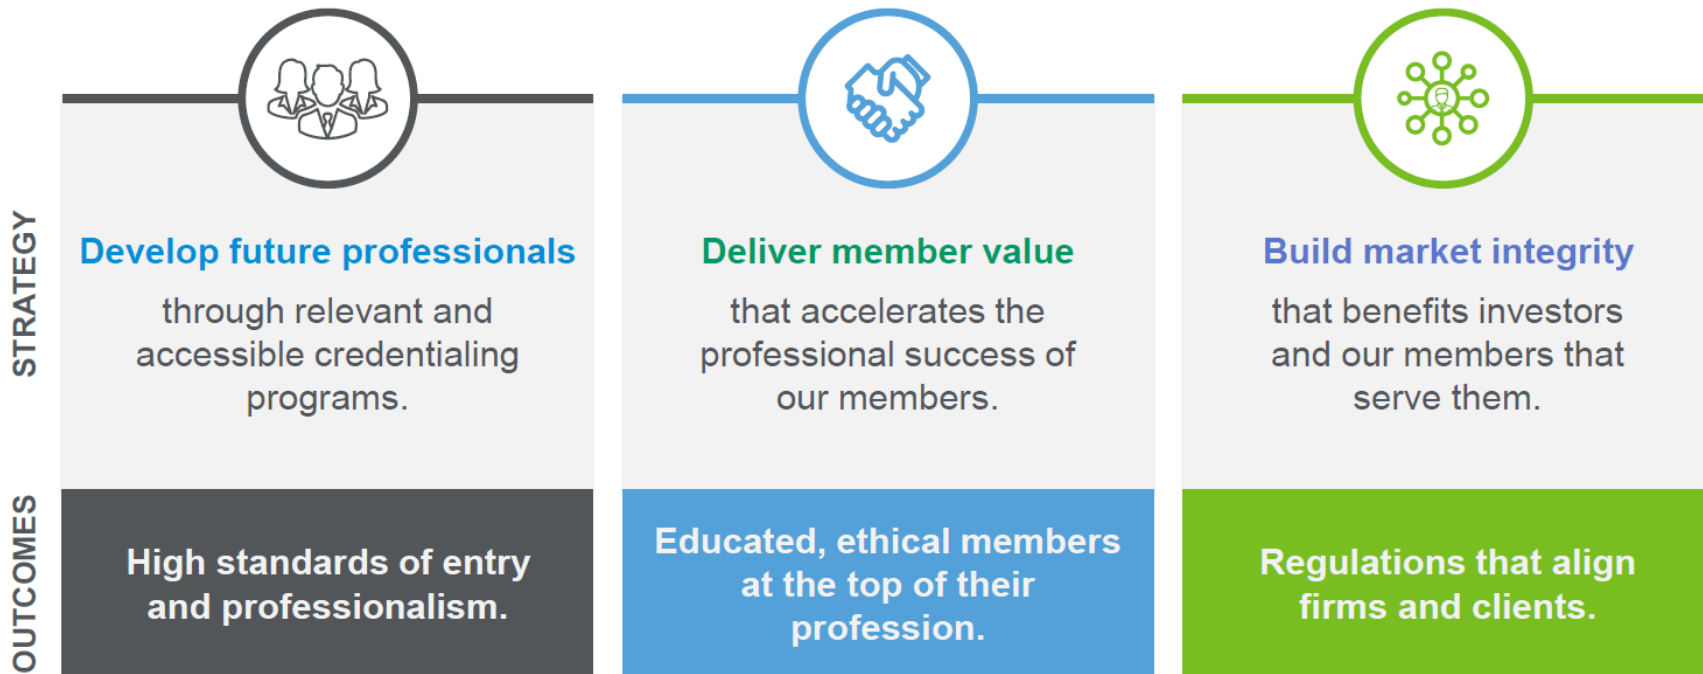 STRATEGY
Develop future professionals
through relevant and
accessible credentialing
programs.
Deliver member value
that accelerates the
professional success of
our members.
Build market integrity
that benefits investors
and our members that
serve them.
OUTCOMES
High standards of entry
and professionalism.
Educated, ethical members
at the top of their
profession.
Regulations that align
firms and clients.